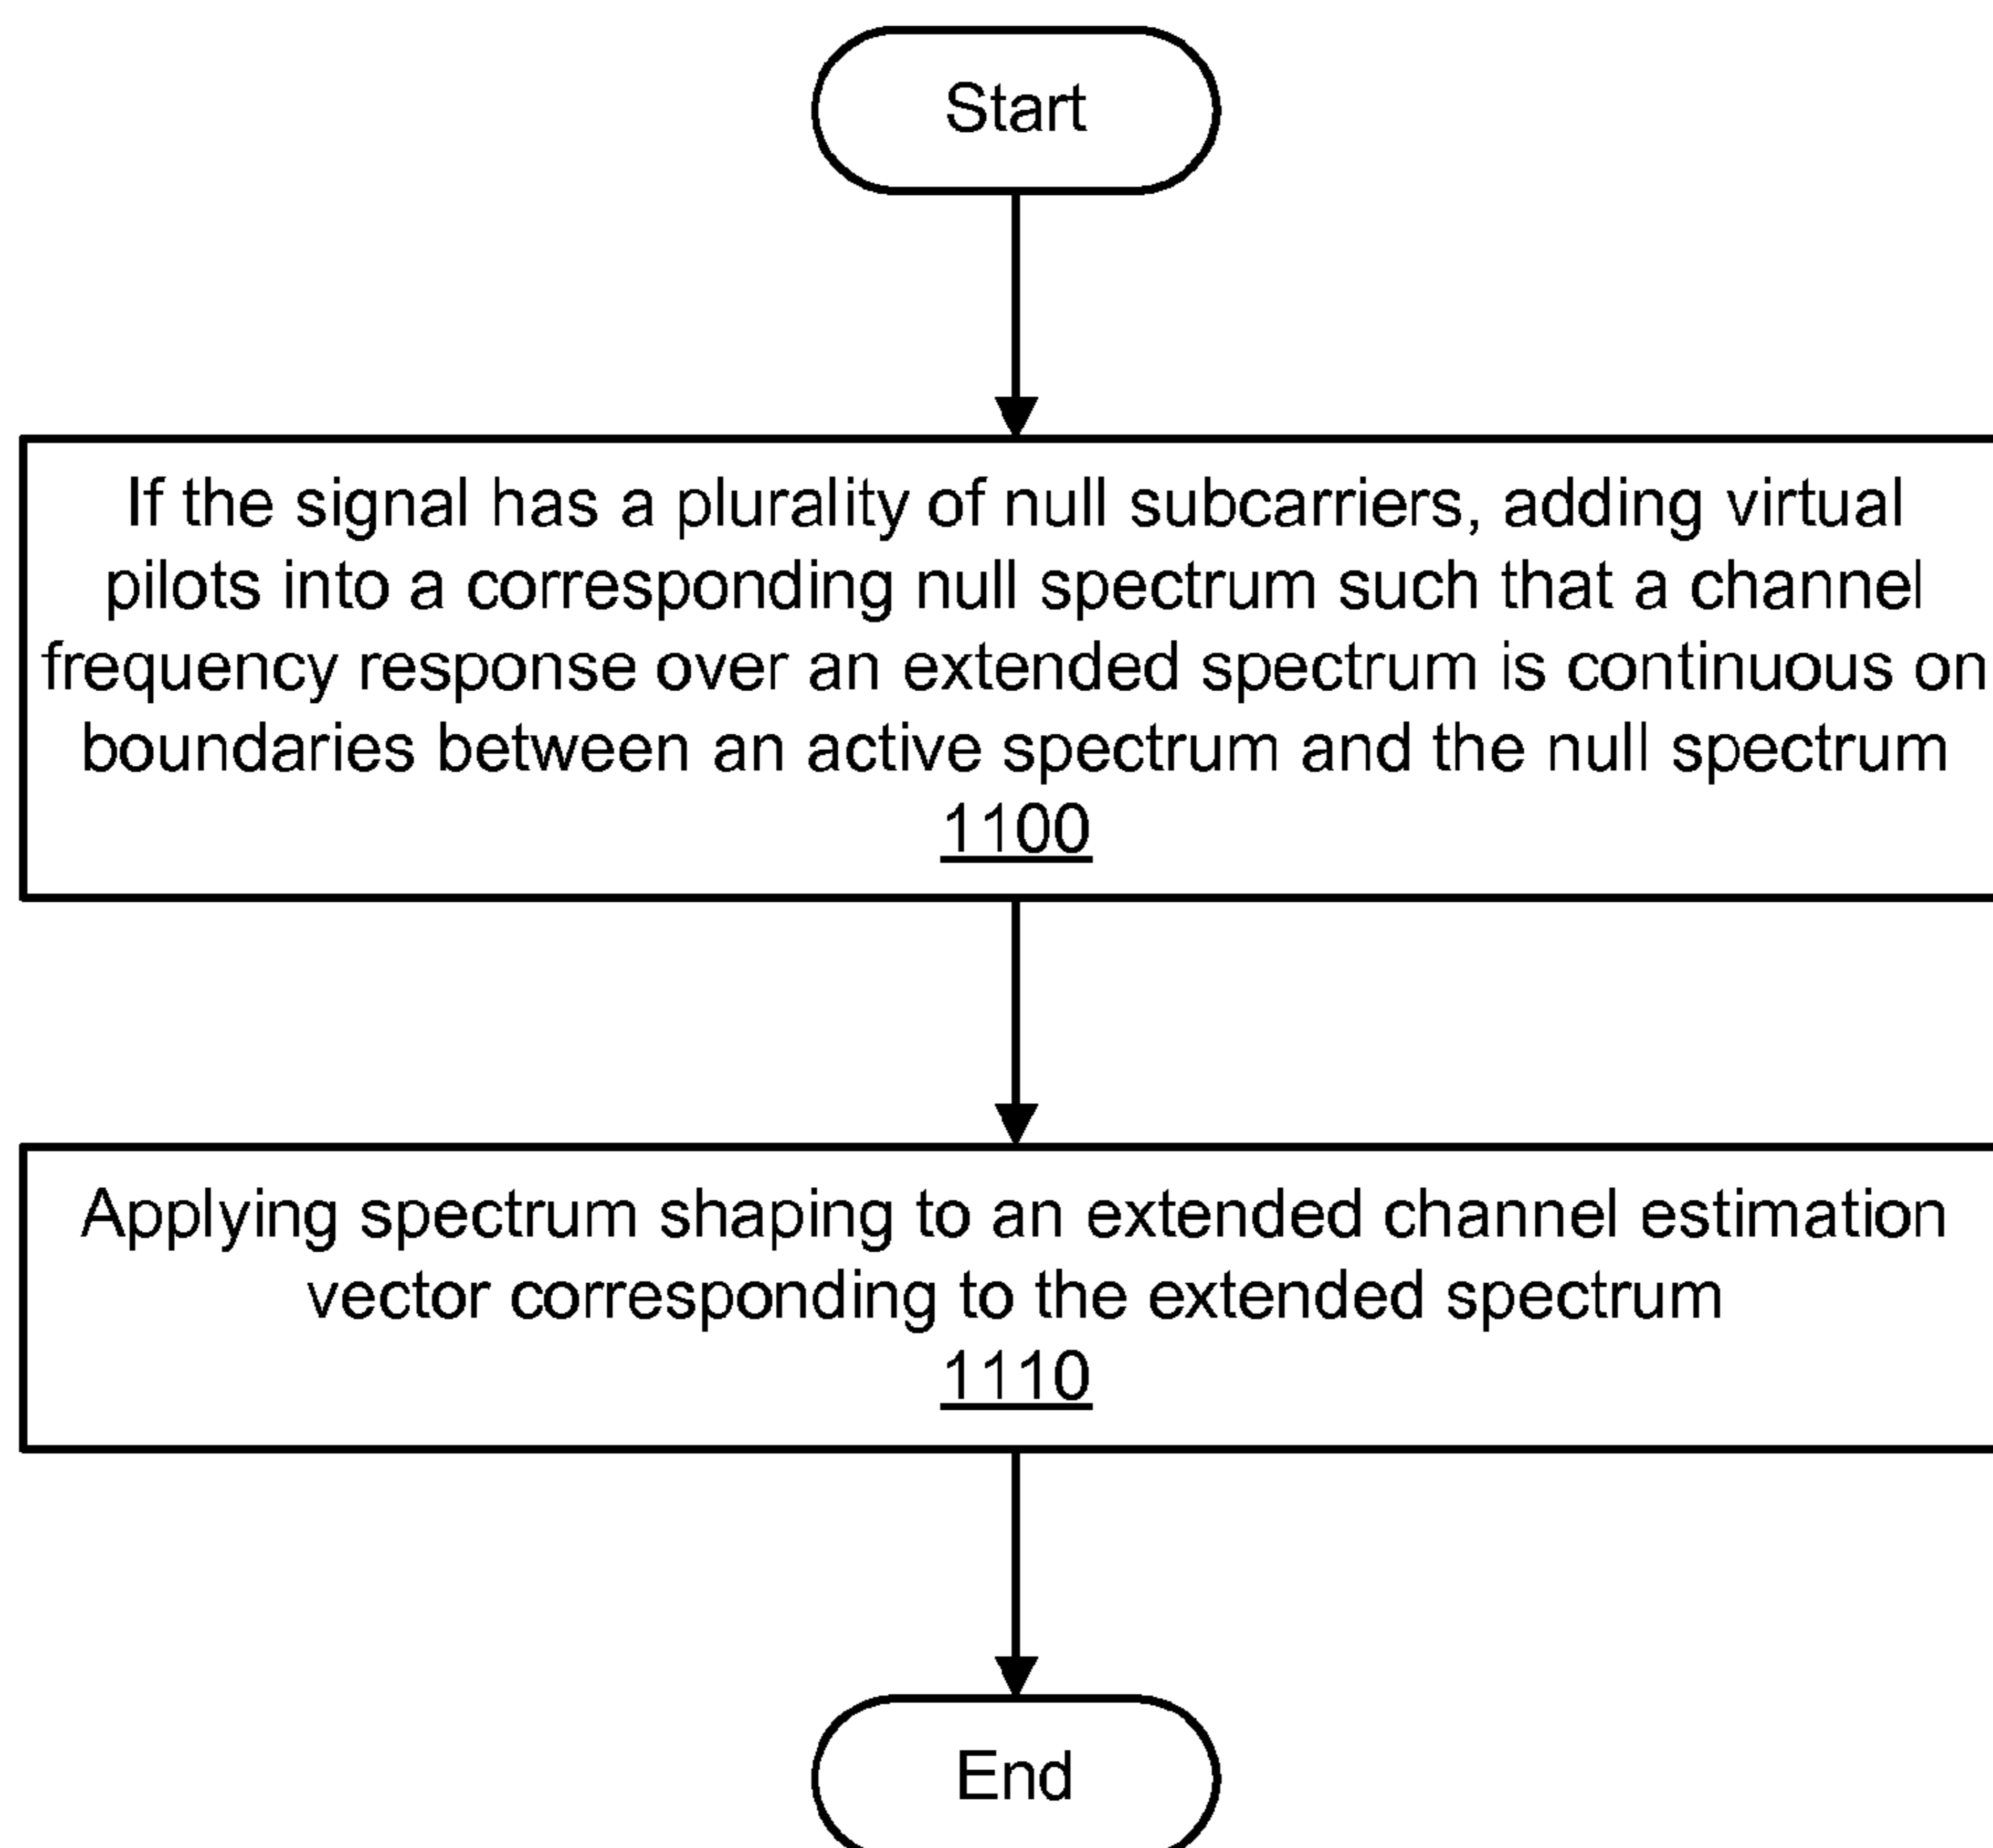 Start
If the signal has a plurality of null subcarriers, adding virtual
pilots into a corresponding null spectrum such that a channel
frequency response over an extended spectrum is continuous on
boundaries between an active spectrum and the null spectrum
1100
Applying spectrum shaping to an extended channel estimation
vector corresponding to the extended spectrum
1110
End